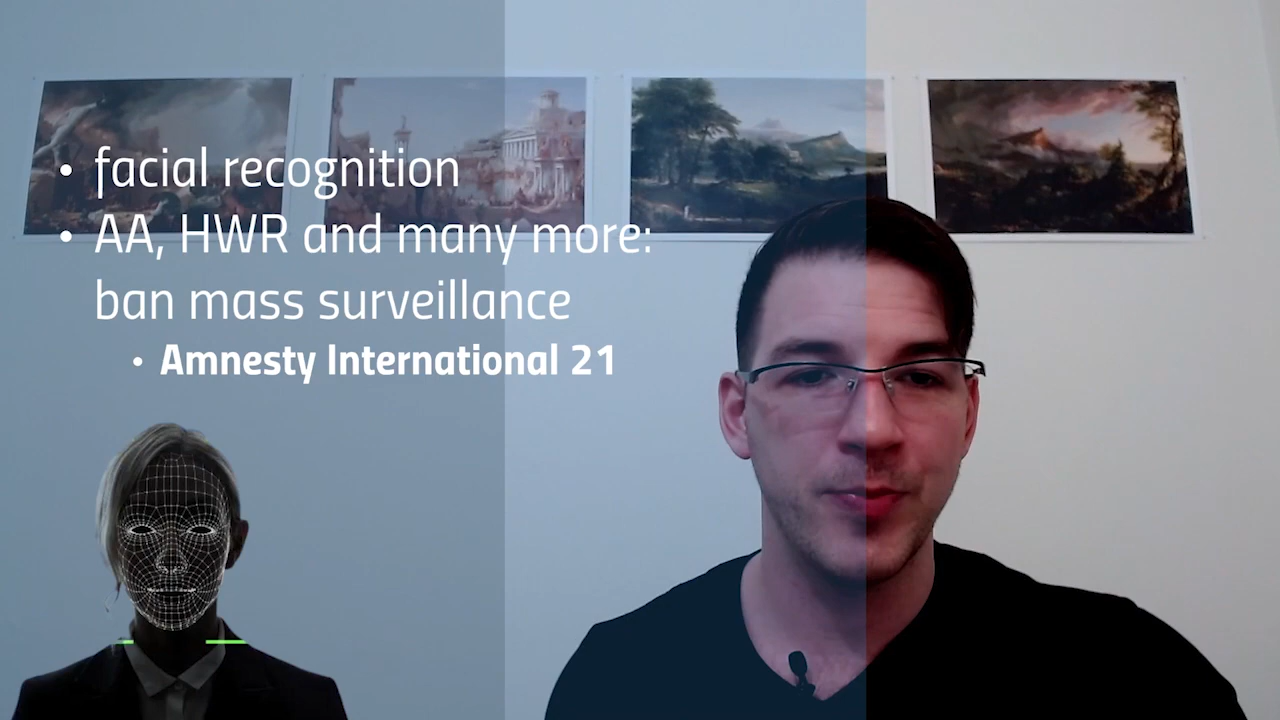 • facial recognition
• AA, HWR and many more:
ban mass surveillance
• Amnesty International 21